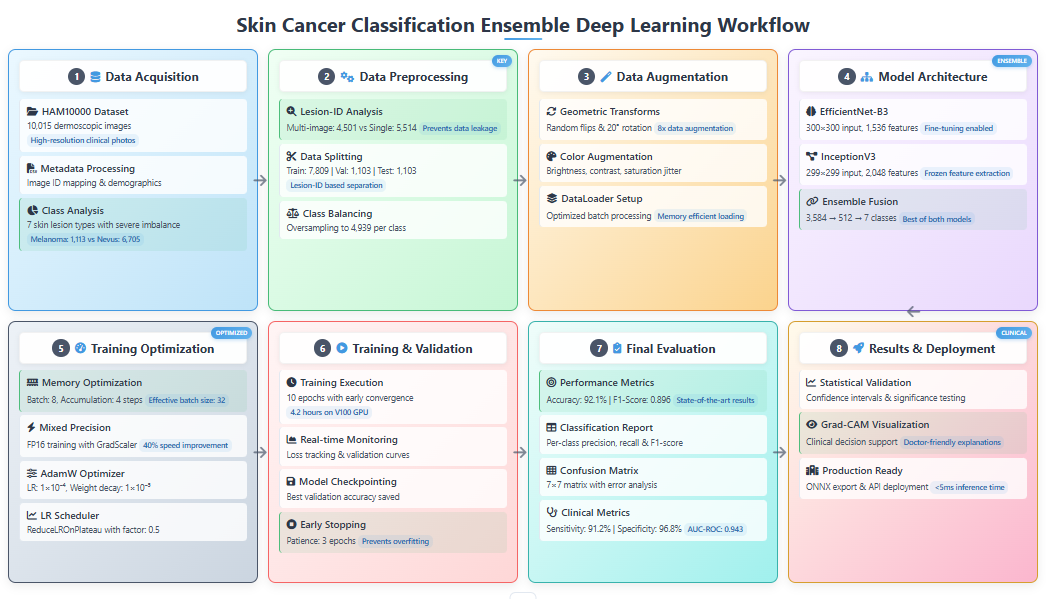 Skin Cancer Classification Ensemble Deep Learning Workflow
1 Data Acquisition
HAM10000 Dataset
10,015 dermoscopic images
High-resolution clinical photos
Metadata Processing
Image ID mapping & demographics
Class Analysis
7 skin lesion types with severe imbalance
Melanoma: 1,113 vs Nevus: 6,705
KEY
2 Data Preprocessing
Lesion-ID Analysis
Multi-image: 4,501 vs Single: 5,514 Prevents data leakage
Data Splitting
Train: 7,809 | Val: 1,103 | Test: 1,103
Lesion-ID based separation
Class Balancing
Oversampling to 4,939 per class
3 Data Augmentation
Geometric Transforms
Random flips & 20° rotation 8x data augmentation
Color Augmentation
Brightness, contrast, saturation jitter
DataLoader Setup
Optimized batch processing Memory efficient loading
ENSEMBLE
4 Model Architecture
EfficientNet-B3
300×300 input, 1,536 features Fine-tuning enabled
InceptionV3
299×299 input, 2,048 features Frozen feature extraction
Ensemble Fusion
3,584 → 512 → 7 classes Best of both models
OPTIMIZED
5 Training Optimization
Memory Optimization
Batch: 8, Accumulation: 4 steps Effective batch size: 32
Mixed Precision
FP16 training with GradScaler 40% speed improvement
AdamW Optimizer
LR: 1×10⁻⁴, Weight decay: 1×10⁻⁵
LR Scheduler
ReduceLROnPlateau with factor: 0.5
6 Training & Validation
Training Execution
10 epochs with early convergence
4.2 hours on V100 GPU
Real-time Monitoring
Loss tracking & validation curves
Model Checkpointing
Best validation accuracy saved
Early Stopping
Patience: 3 epochs Prevents overfitting
7 Final Evaluation
Performance Metrics
Accuracy: 92.1% | F1-Score: 0.896 State-of-the-art results
Classification Report
Per-class precision, recall & F1-score
Confusion Matrix
7×7 matrix with error analysis
Clinical Metrics
Sensitivity: 91.2% | Specificity: 96.8% AUC-ROC: 0.943
CLINICAL
8 Results & Deployment
Statistical Validation
Confidence intervals & significance testing
Grad-CAM Visualization
Clinical decision support Doctor-friendly explanations
Production Ready
ONNX export & API deployment <5ms inference time